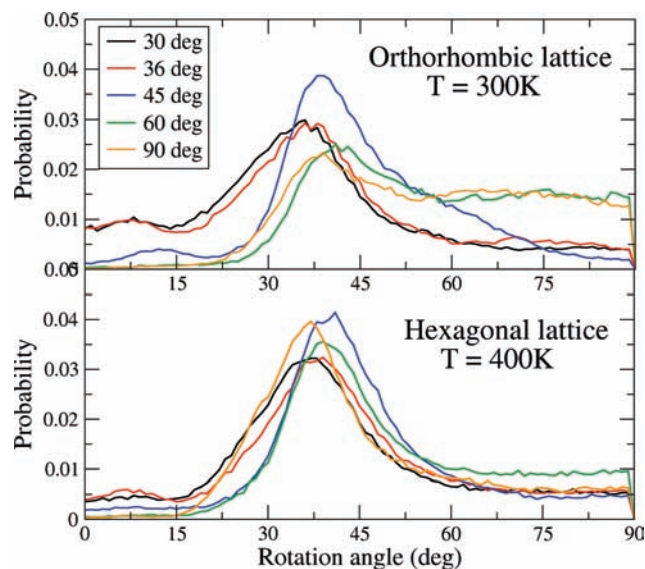 0.05
30 deg
36 deg
45 deg
60 deg
90 deg
Orthorhombic lattice
T = 300K
0.04
0.03
0.02
0.01
Probability
0 15 30 45 60 75 90
Hexagonal lattice
T = 400K
0.04
0.03
0.02
0.01
0
Probability
0 15 30 45 60 75 90
Rotation angle (deg)